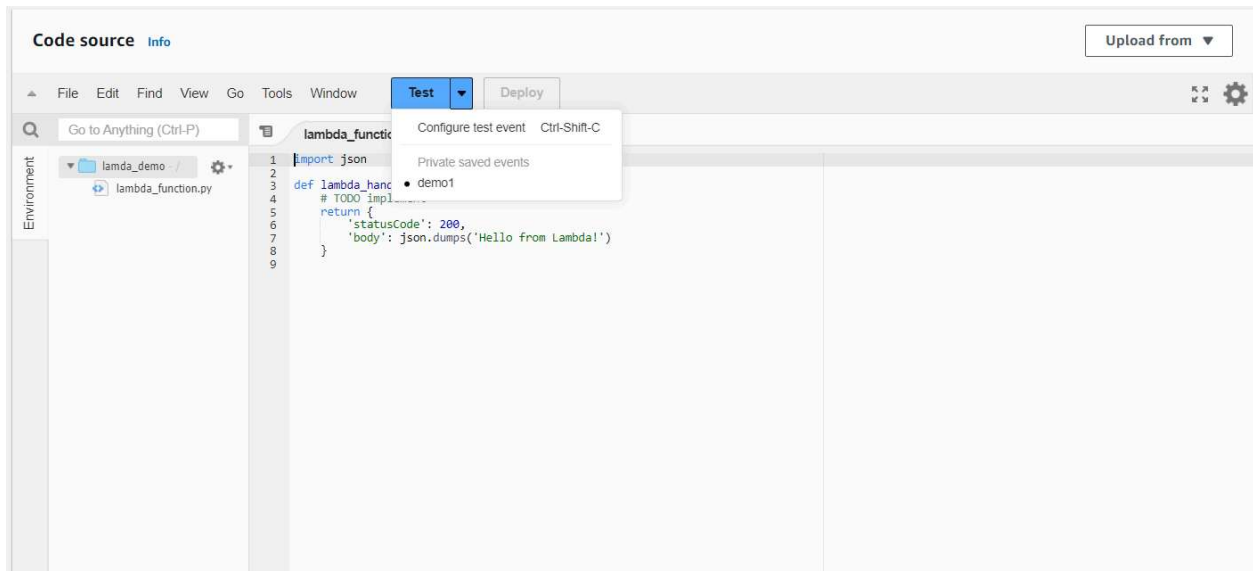 Code source Info
Upload from
File Edit Find View Go Tools Window Test Deploy
Go to Anything (Ctrl-P)
Environment
lamda_demo - /
lambda_function.py
lambda_functio
Configure test event Ctrl-Shift-C
Private saved events
demo1
1 import json
2
3 def lambda_hand
4 # TODO implement
5 return {
6 'statusCode': 200,
7 'body': json.dumps('Hello from Lambda!')
8 }
9